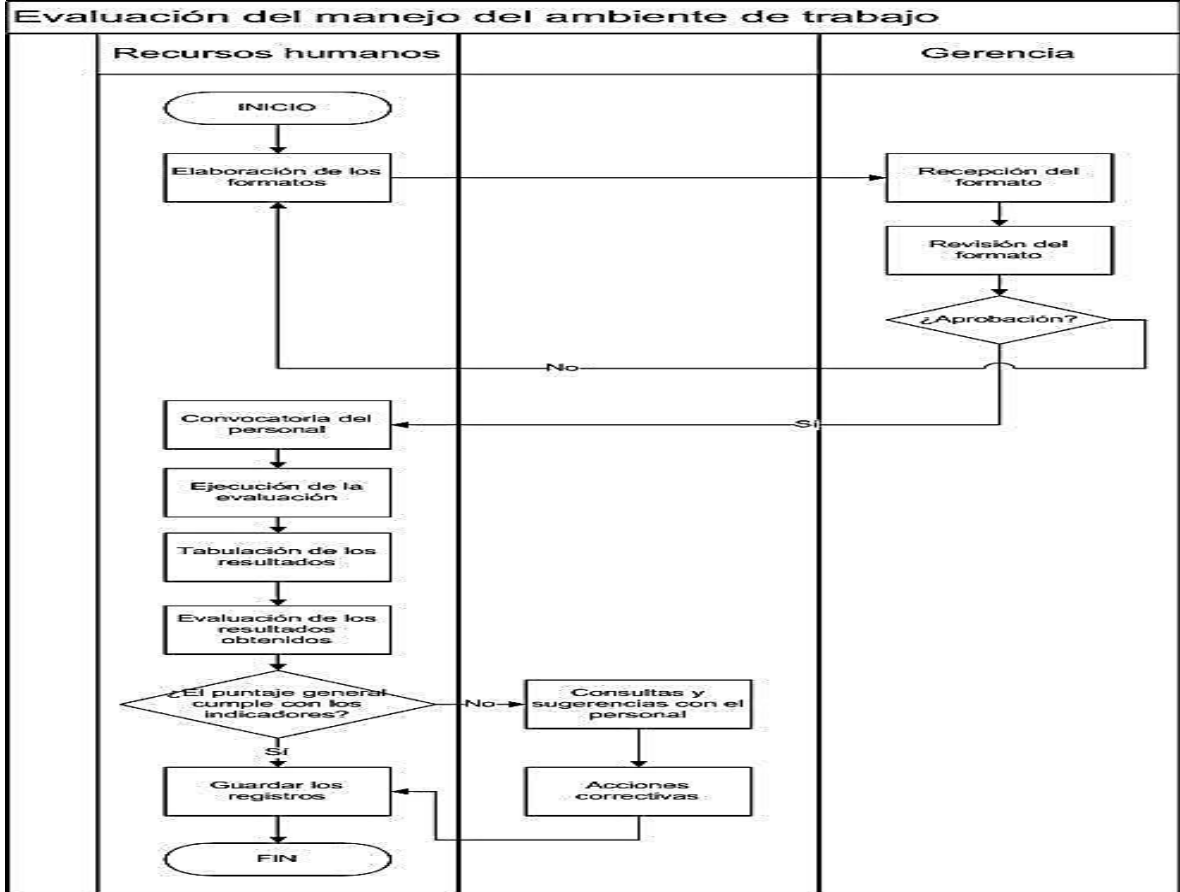 Evaluación del manejo del ambiente de trabajo
Recursos humanos
Gerencia
INICIO
Elaboración de los
formatos
Recepción del
formato
Revisión del
formato
¿Aprobación?
No
Convocatoria del
personal
Sí
Ejecución de la
evaluación
Tabulación de los
resultados
Evaluación de los
resultados
obtenidos
¿El puntaje general
cumple con los
indicadores?
No
Consultas y
sugerencias con el
personal
Sí
Guardar los
registros
Acciones
correctivas
FIN